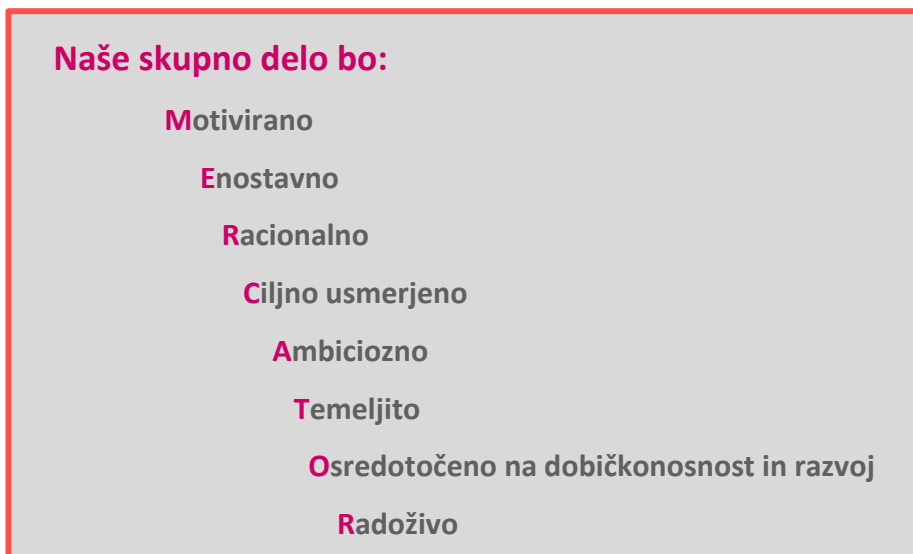 Naše skupno delo bo:
Motivirano
Enostavno
Racionalno
Ciljno usmerjeno
Ambiciozno
Temeljito
Osredotočeno na dobičkonosnost in razvoj
Radoživo